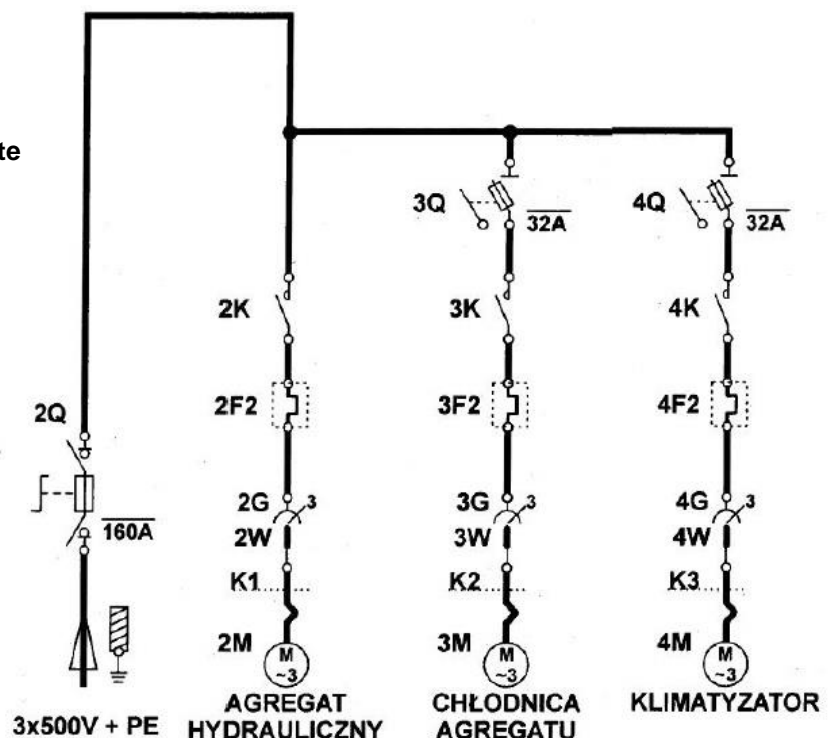 te
3Q
32A
4Q
32A
2K
3K
4K
2F2
3F2
4F2
2Q
160A
2G 3
3G 3
4G 3
2W
3W
4W
K1
K2
K3
2M
M
~3
3M
M
~3
4M
M
~3
3x500V + PE
AGREGAT
HYDRAULICZNY
CHŁODNICA
AGREGATU
KLIMATYZATOR